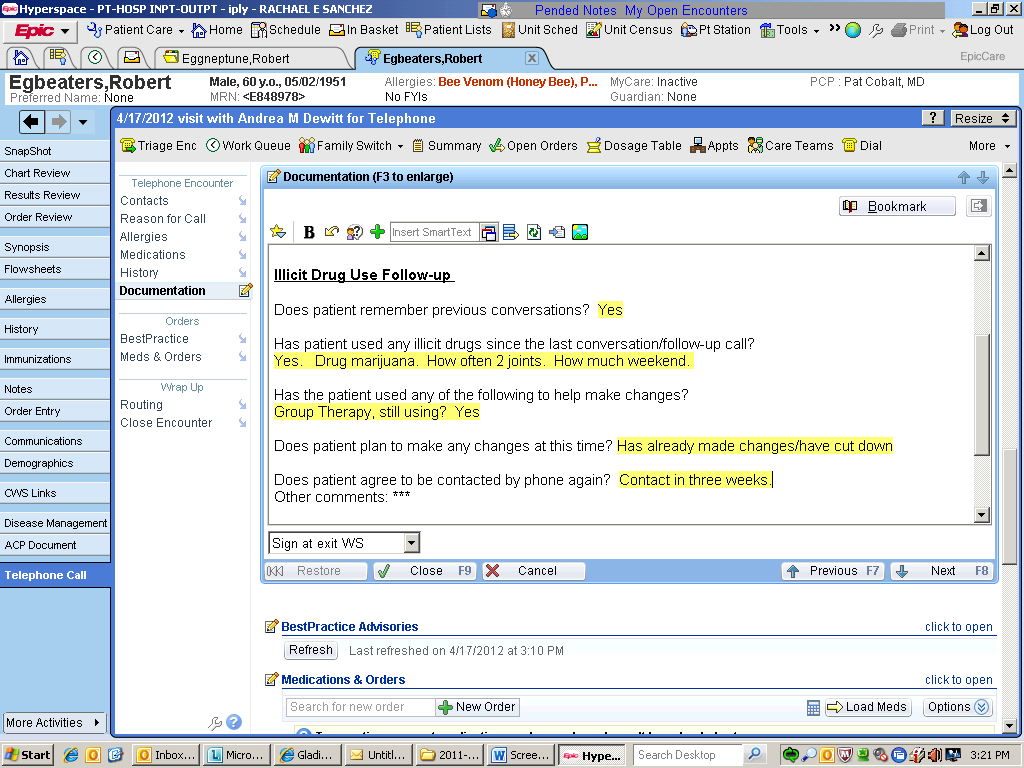 Hyperspace - PT-HOSP INPT-OUTPT - iply - RACHAEL E SANCHEZ
Pended Notes My Open Encounters
Epic Patient Care Home Schedule In Basket Patient Lists Unit Sched Unit Census Pt Station Tools Print Log Out
Eggneptune,Robert Egbeaters,Robert EpicCare
Egbeaters,Robert Male, 60 y.o., 05/02/1951 Allergies: Bee Venom (Honey Bee), P... MyCare: Inactive PCP : Pat Cobalt, MD
Preferred Name: None MRN: <E848978> No FYIs Guardian: None
4/17/2012 visit with Andrea M Dewitt for Telephone ? Resize
Triage Enc Work Queue Family Switch Summary Open Orders Dosage Table Appts Care Teams Dial More
SnapShot
Chart Review
Results Review
Order Review
Synopsis
Flowsheets
Allergies
History
Immunizations
Notes
Order Entry
Communications
Demographics
CWS Links
Disease Management
ACP Document
Telephone Call
More Activities
Telephone Encounter
Contacts
Reason for Call
Allergies
Medications
History
Documentation
Orders
BestPractice
Meds & Orders
Wrap Up
Routing
Close Encounter
Documentation (F3 to enlarge)
Bookmark
B Insert SmartText
Illicit Drug Use Follow-up
Does patient remember previous conversations? Yes
Has patient used any illicit drugs since the last conversation/follow-up call?
Yes. Drug marijuana. How often 2 joints. How much weekend.
Has the patient used any of the following to help make changes?
Group Therapy, still using? Yes
Does patient plan to make any changes at this time? Has already made changes/have cut down
Does patient agree to be contacted by phone again? Contact in three weeks.
Other comments: ***
Sign at exit WS
Restore Close F9 Cancel Previous F7 Next F8
BestPractice Advisories click to open
Refresh Last refreshed on 4/17/2012 at 3:10 PM
Medications & Orders click to open
Search for new order New Order Load Meds Options
Start Inbox... Micro... Gladi... Untitl... 2011-... Scree... Hype... Search Desktop 3:21 PM